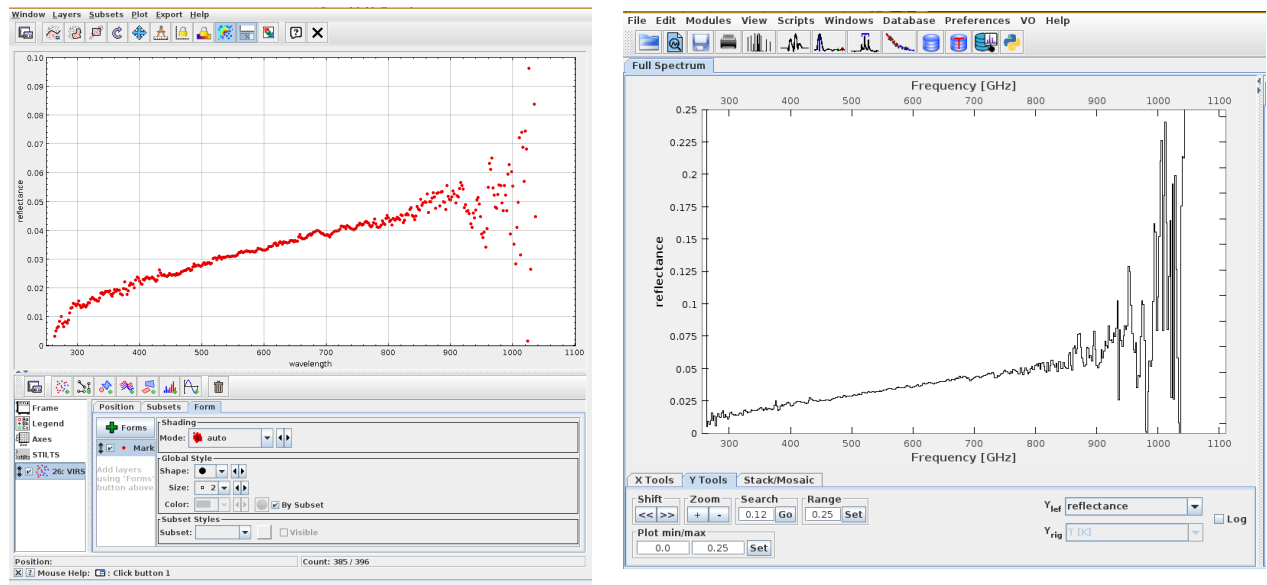 Window Layers Subsets Plot Export Help
0.10
0.09
0.08
0.07
0.06
0.05
0.04
0.03
0.02
0.01
0
reflectance
300 400 500 600 700 800 900 1000 1100
wavelength
Frame
Legend
Axes
STILTS
26: VIRS
Position Subsets Form
Forms
Mark
Add layers
using "Forms"
button above
Shading
Mode: auto
Global Style
Shape:
Size: 2
Color: By Subset
Subset Styles
Subset: Visible
Position: Count: 385 / 396
Mouse Help: : Click button 1
File Edit Modules View Scripts Windows Database Preferences VO Help
Full Spectrum
Frequency [GHz]
300 400 500 600 700 800 900 1000 1100
0.25
0.225
0.2
0.175
0.15
0.125
0.1
0.075
0.05
0.025
0
reflectance
300 400 500 600 700 800 900 1000 1100
Frequency [GHz]
X Tools Y Tools Stack/Mosaic
Shift Zoom Search Range
<< >> + - 0.12 Go 0.25 Set
Plot min/max
0.0 0.25 Set
Ylef reflectance
Yrig T [K]
Log